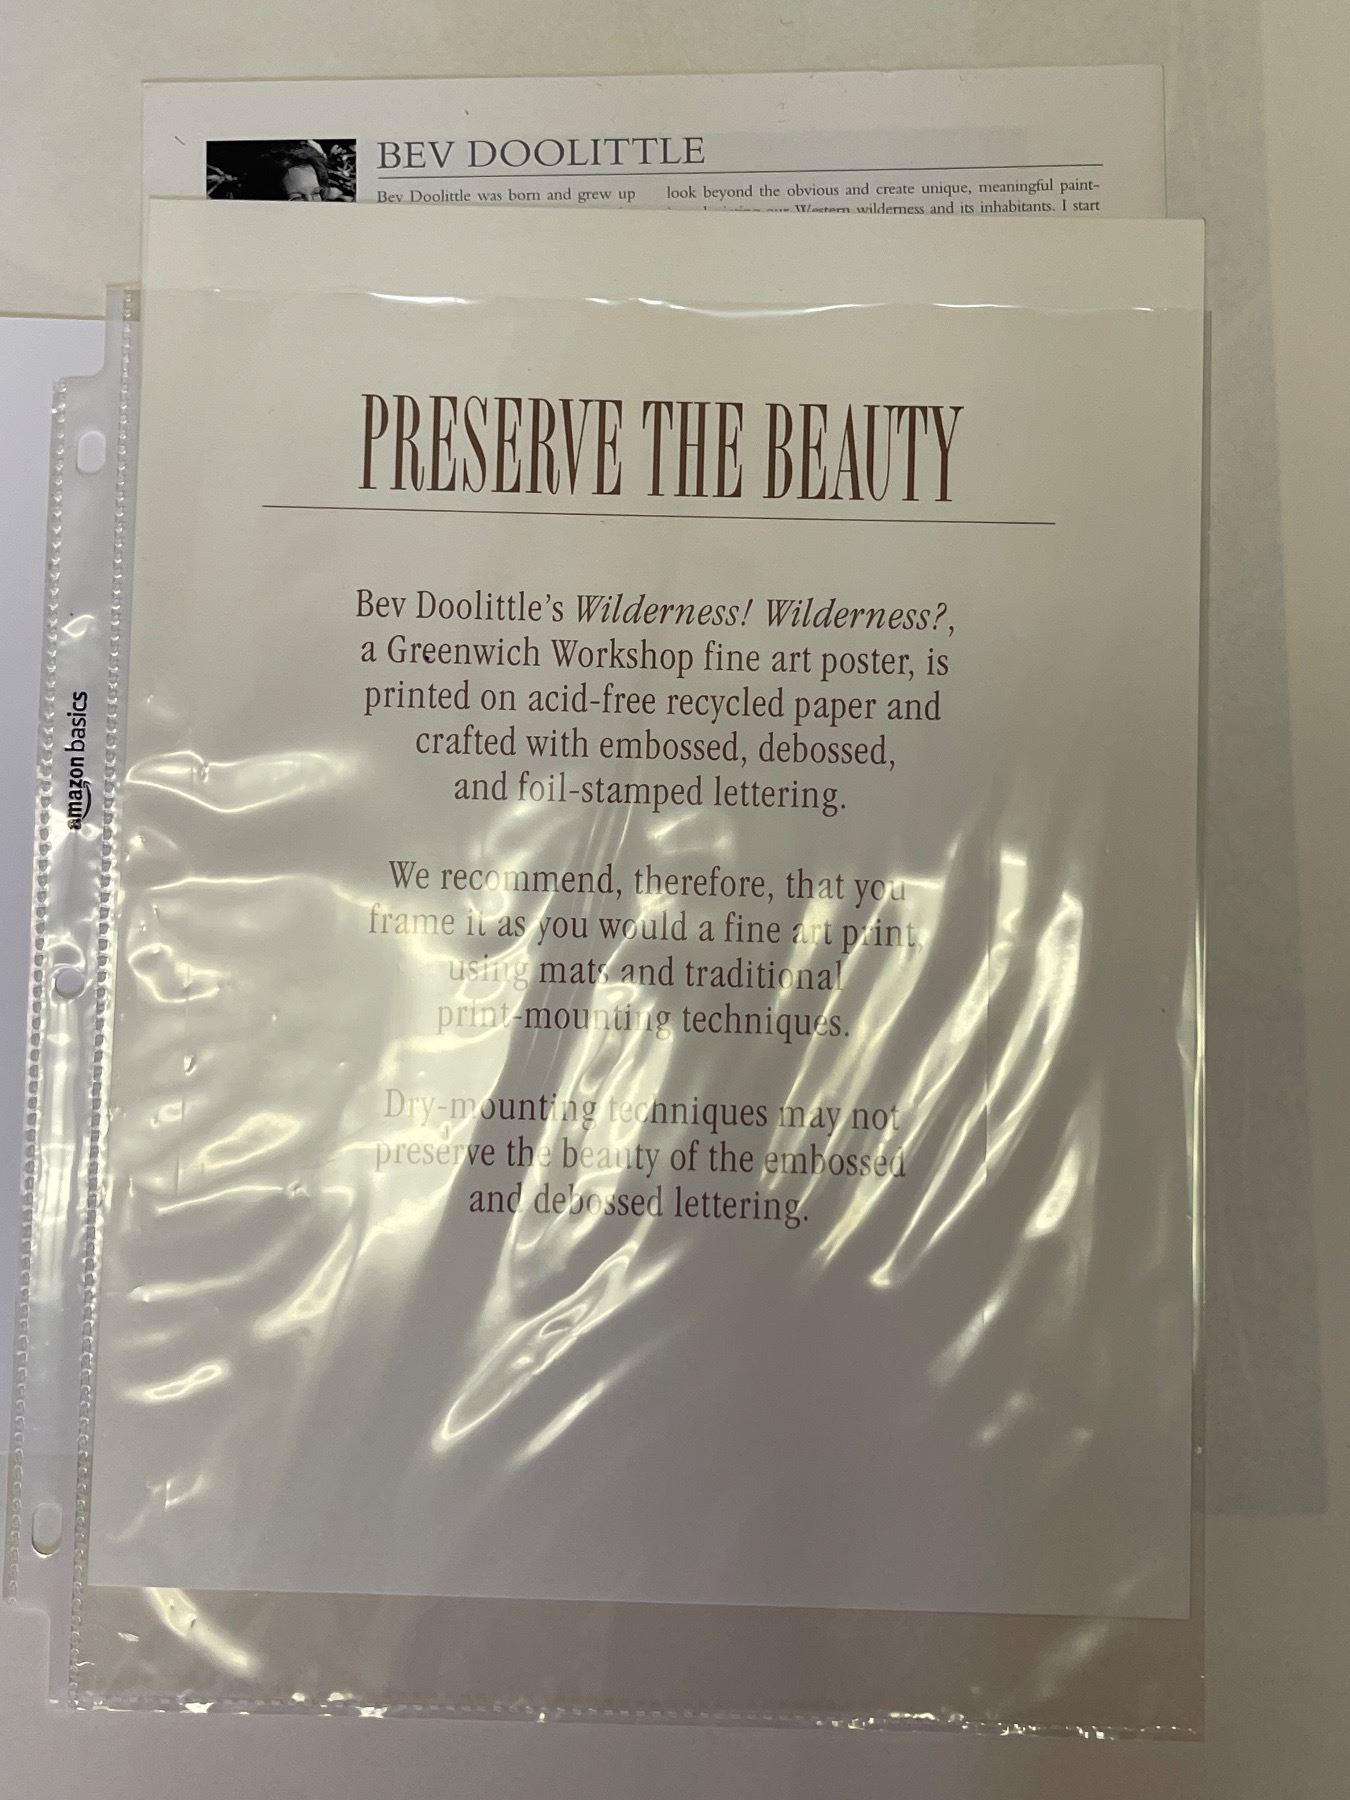 BEV DOOLITTLE
Bev Doolittle was born and grew up
look beyond the obvious and create unique, meaningful paint-
our Western wilderness and its inhabitants. I start
PRESERVE THE BEAUTY
Bev Doolittle's Wilderness! Wilderness?,
a Greenwich Workshop fine art poster, is
printed on acid-free recycled paper and
crafted with embossed, debossed,
and foil-stamped lettering.
We recommend, therefore, that you
frame it as you would a fine art print,
using mats and traditional
print-mounting techniques.
Dry-mounting techniques may not
preserve the beauty of the embossed
and debossed lettering.
amazon basics